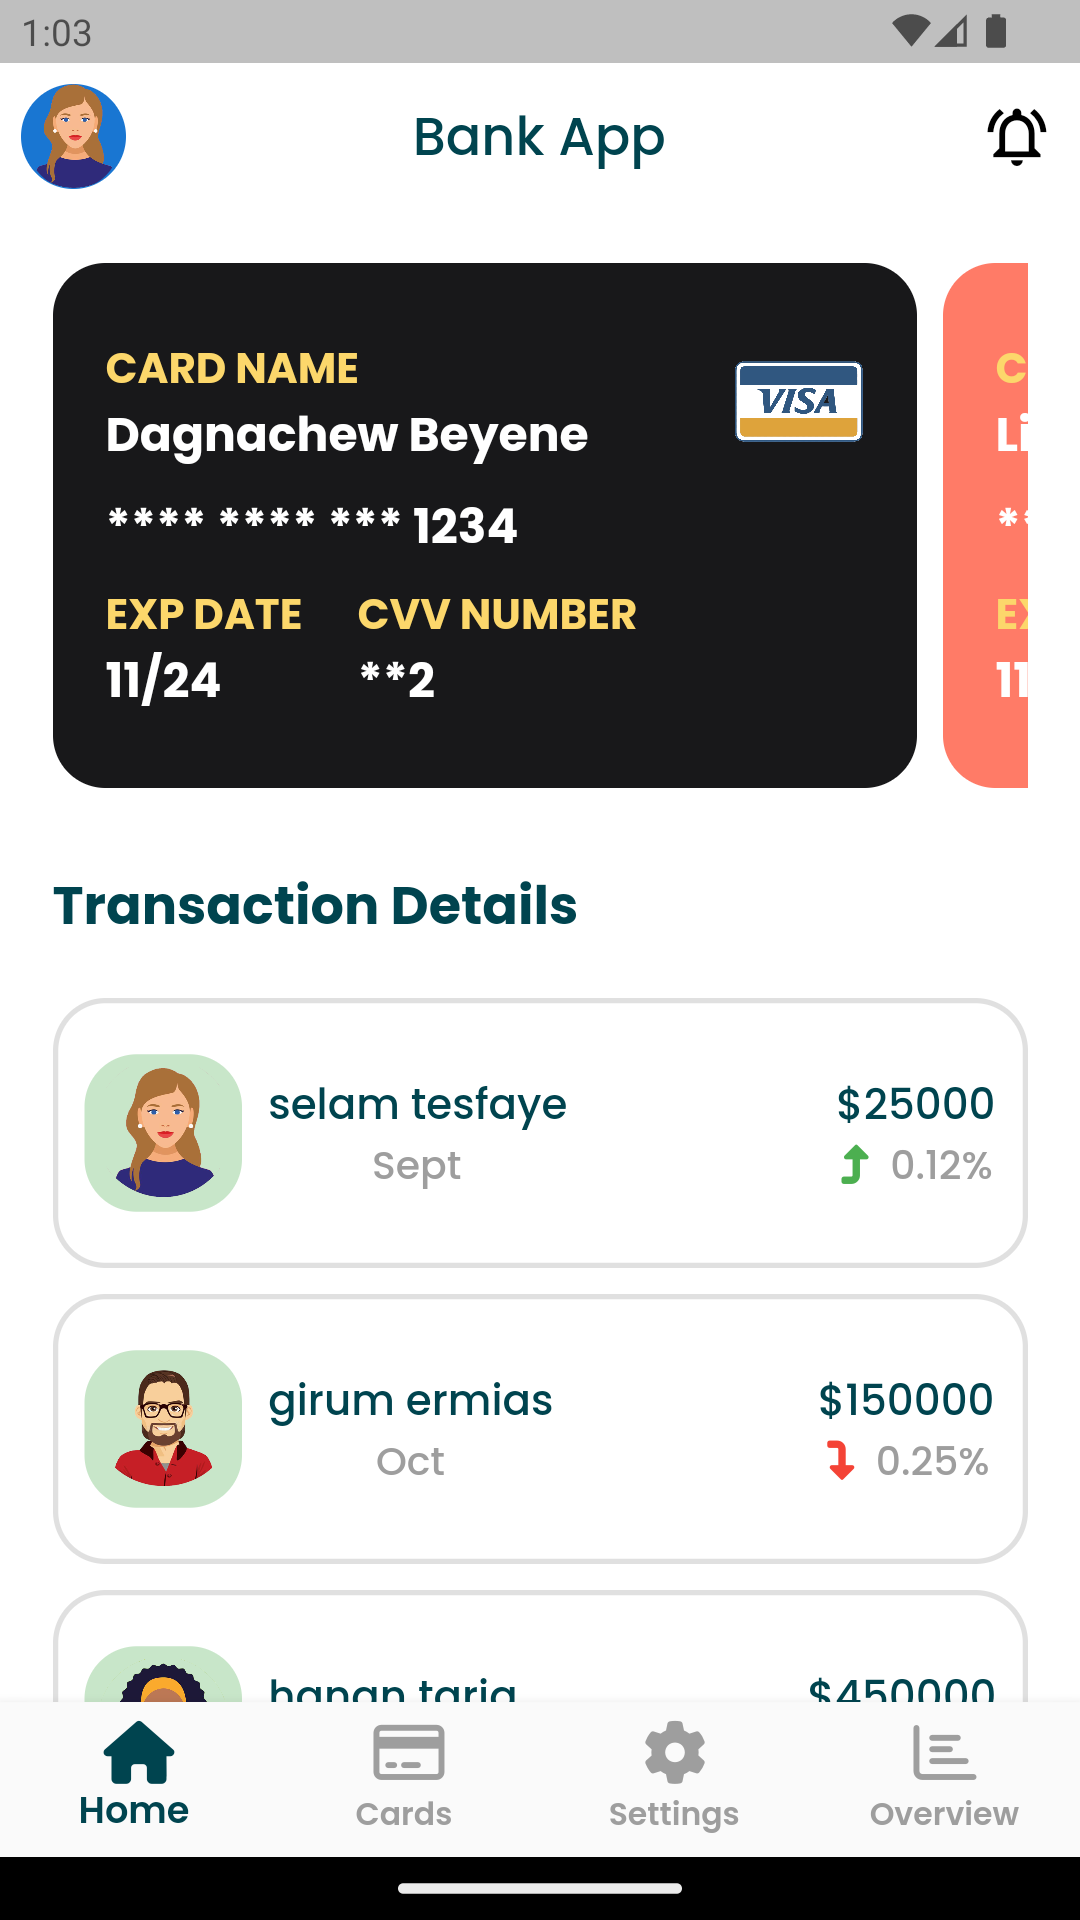 1:03
Bank App
CARD NAME
VISA
Dagnachew Beyene
**** **** *** 1234
EXP DATE CVV NUMBER
11/24 **2
C
Li
**
EX
11
Transaction Details
selam tesfaye $25000
Sept 0.12%
girum ermias $150000
Oct 0.25%
hanan tariq $450000
Home Cards Settings Overview